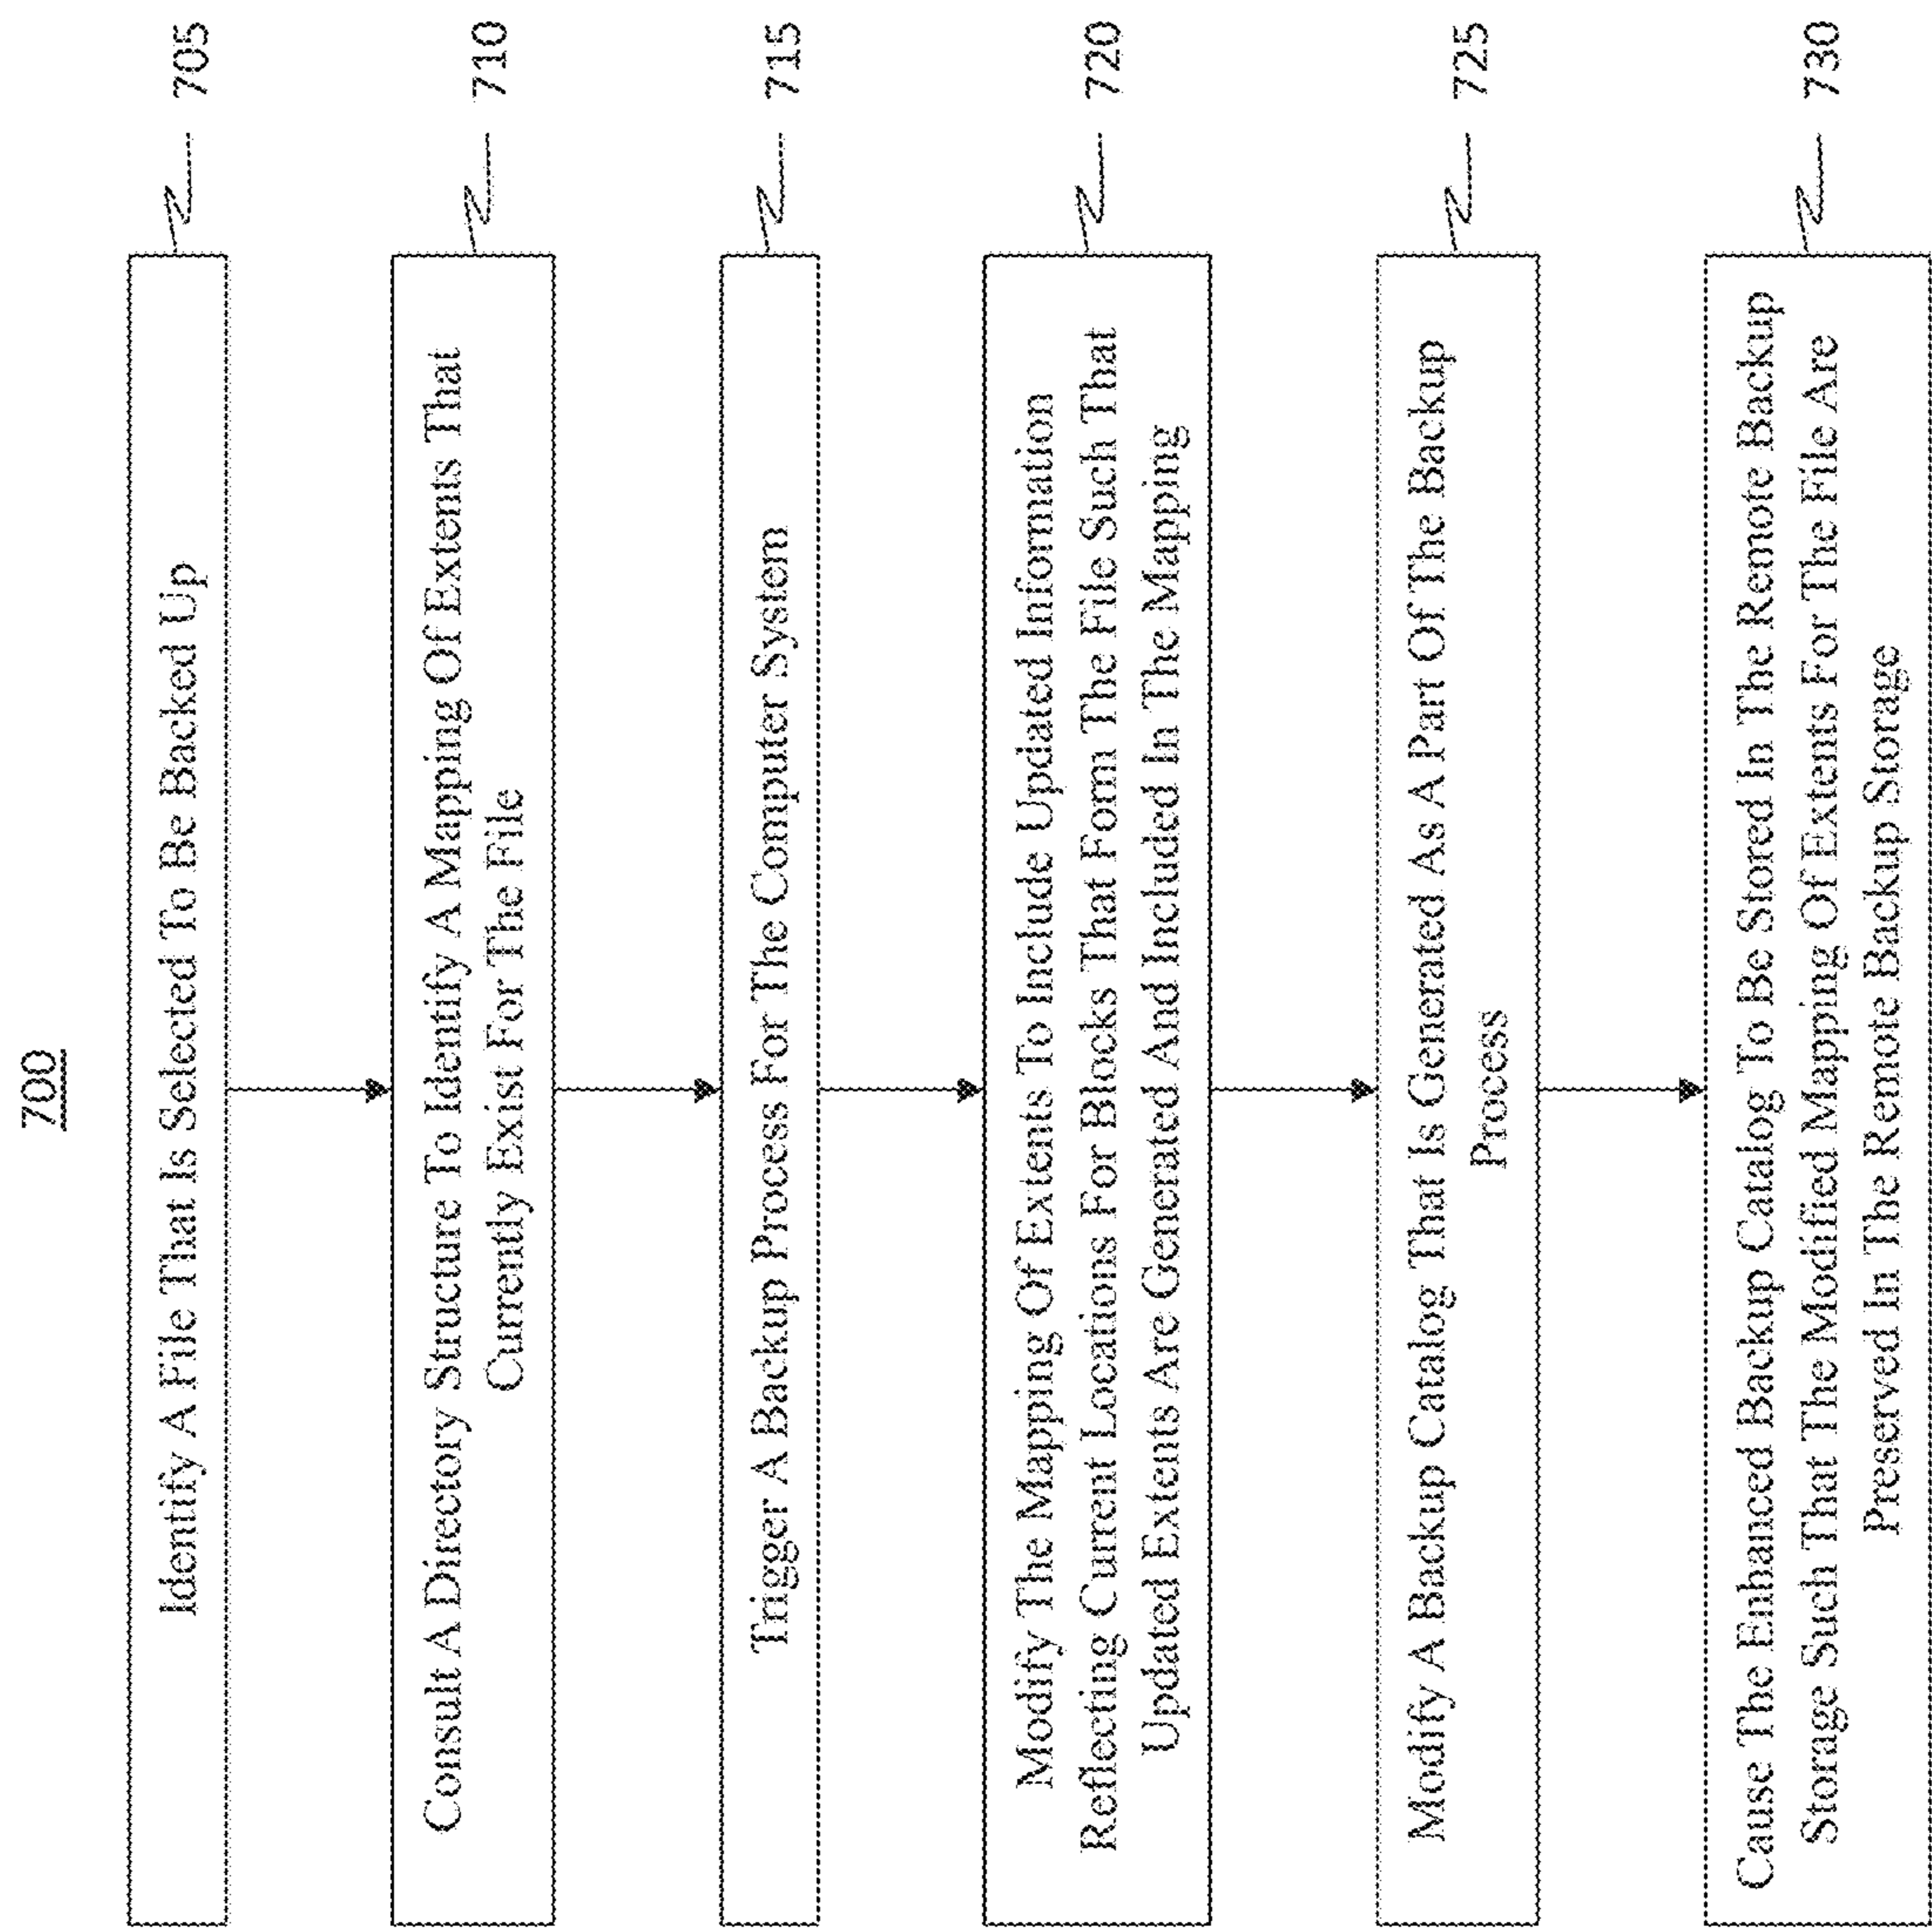 700
Identify A File That Is Selected To Be Backed Up
705
Consult A Directory Structure To Identify A Mapping Of Extents That
Currently Exist For The File
710
Trigger A Backup Process For The Computer System
715
Modify The Mapping Of Extents To Include Updated Information
Reflecting Current Locations For Blocks That Form The File Such That
Updated Extents Are Generated And Included In The Mapping
720
Modify A Backup Catalog That Is Generated As A Part Of The Backup
Process
725
Cause The Enhanced Backup Catalog To Be Stored In The Remote Backup
Storage Such That The Modified Mapping Of Extents For The File Are
Preserved In The Remote Backup Storage
730